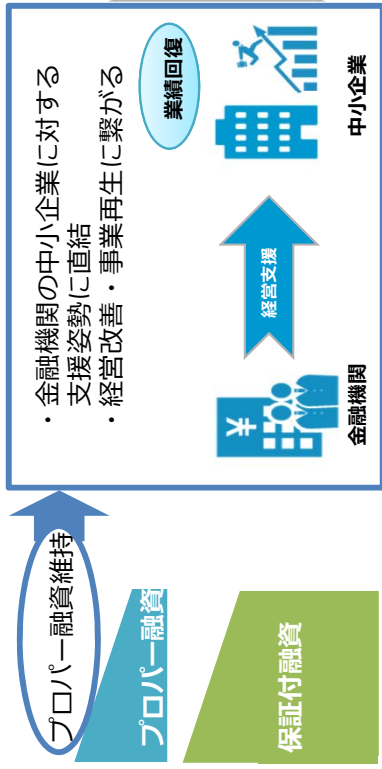 プロパー融資維持
プロパー融資
保証付融資
・金融機関の中小企業に対する
支援姿勢に直結
・経営改善・事業再生に繋がる
業績回復
経営支援
¥
金融機関
中小企業